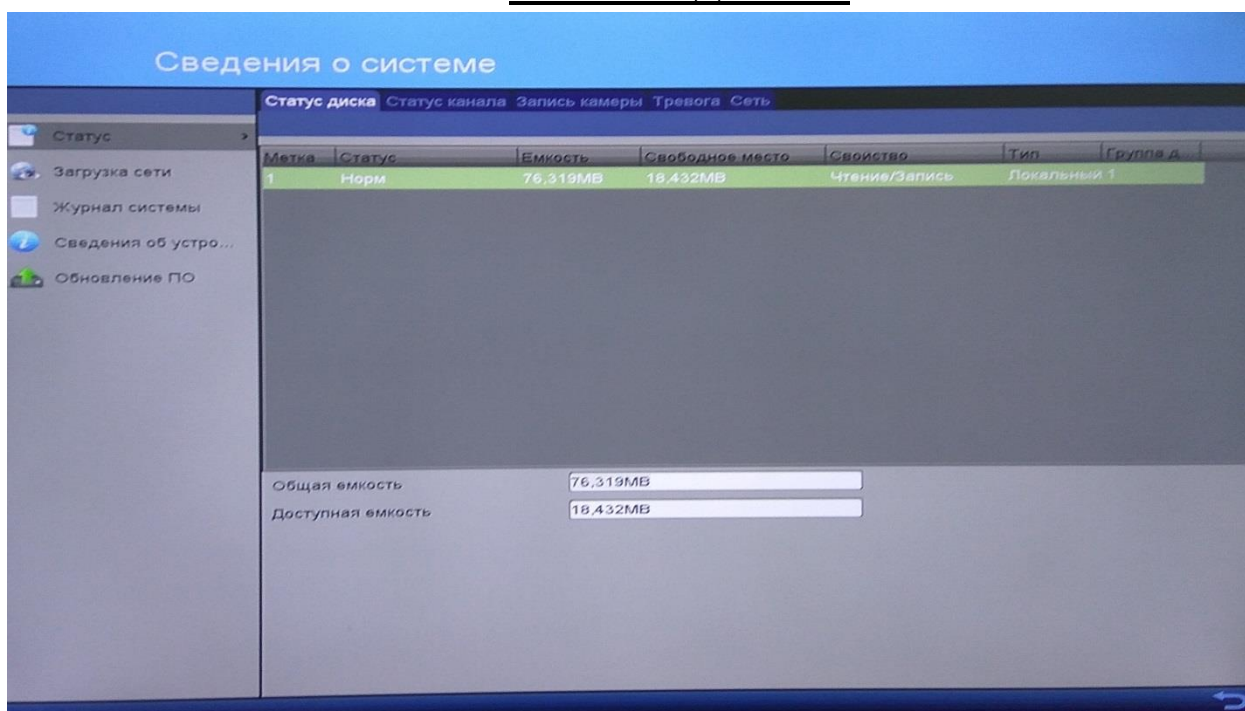 Сведения о системе
Статус диска Статус канала Запись камеры Тревога Сеть
Статус
Загрузка сети
Журнал системы
Сведения об устро...
Обновление ПО
Метка Статус Емкость Свободное место Свойство Тип Группа д
1 Норм 76,319MB 18,432MB Чтение/Запись Локальный 1
Общая емкость 76,319MB
Доступная емкость 18,432MB